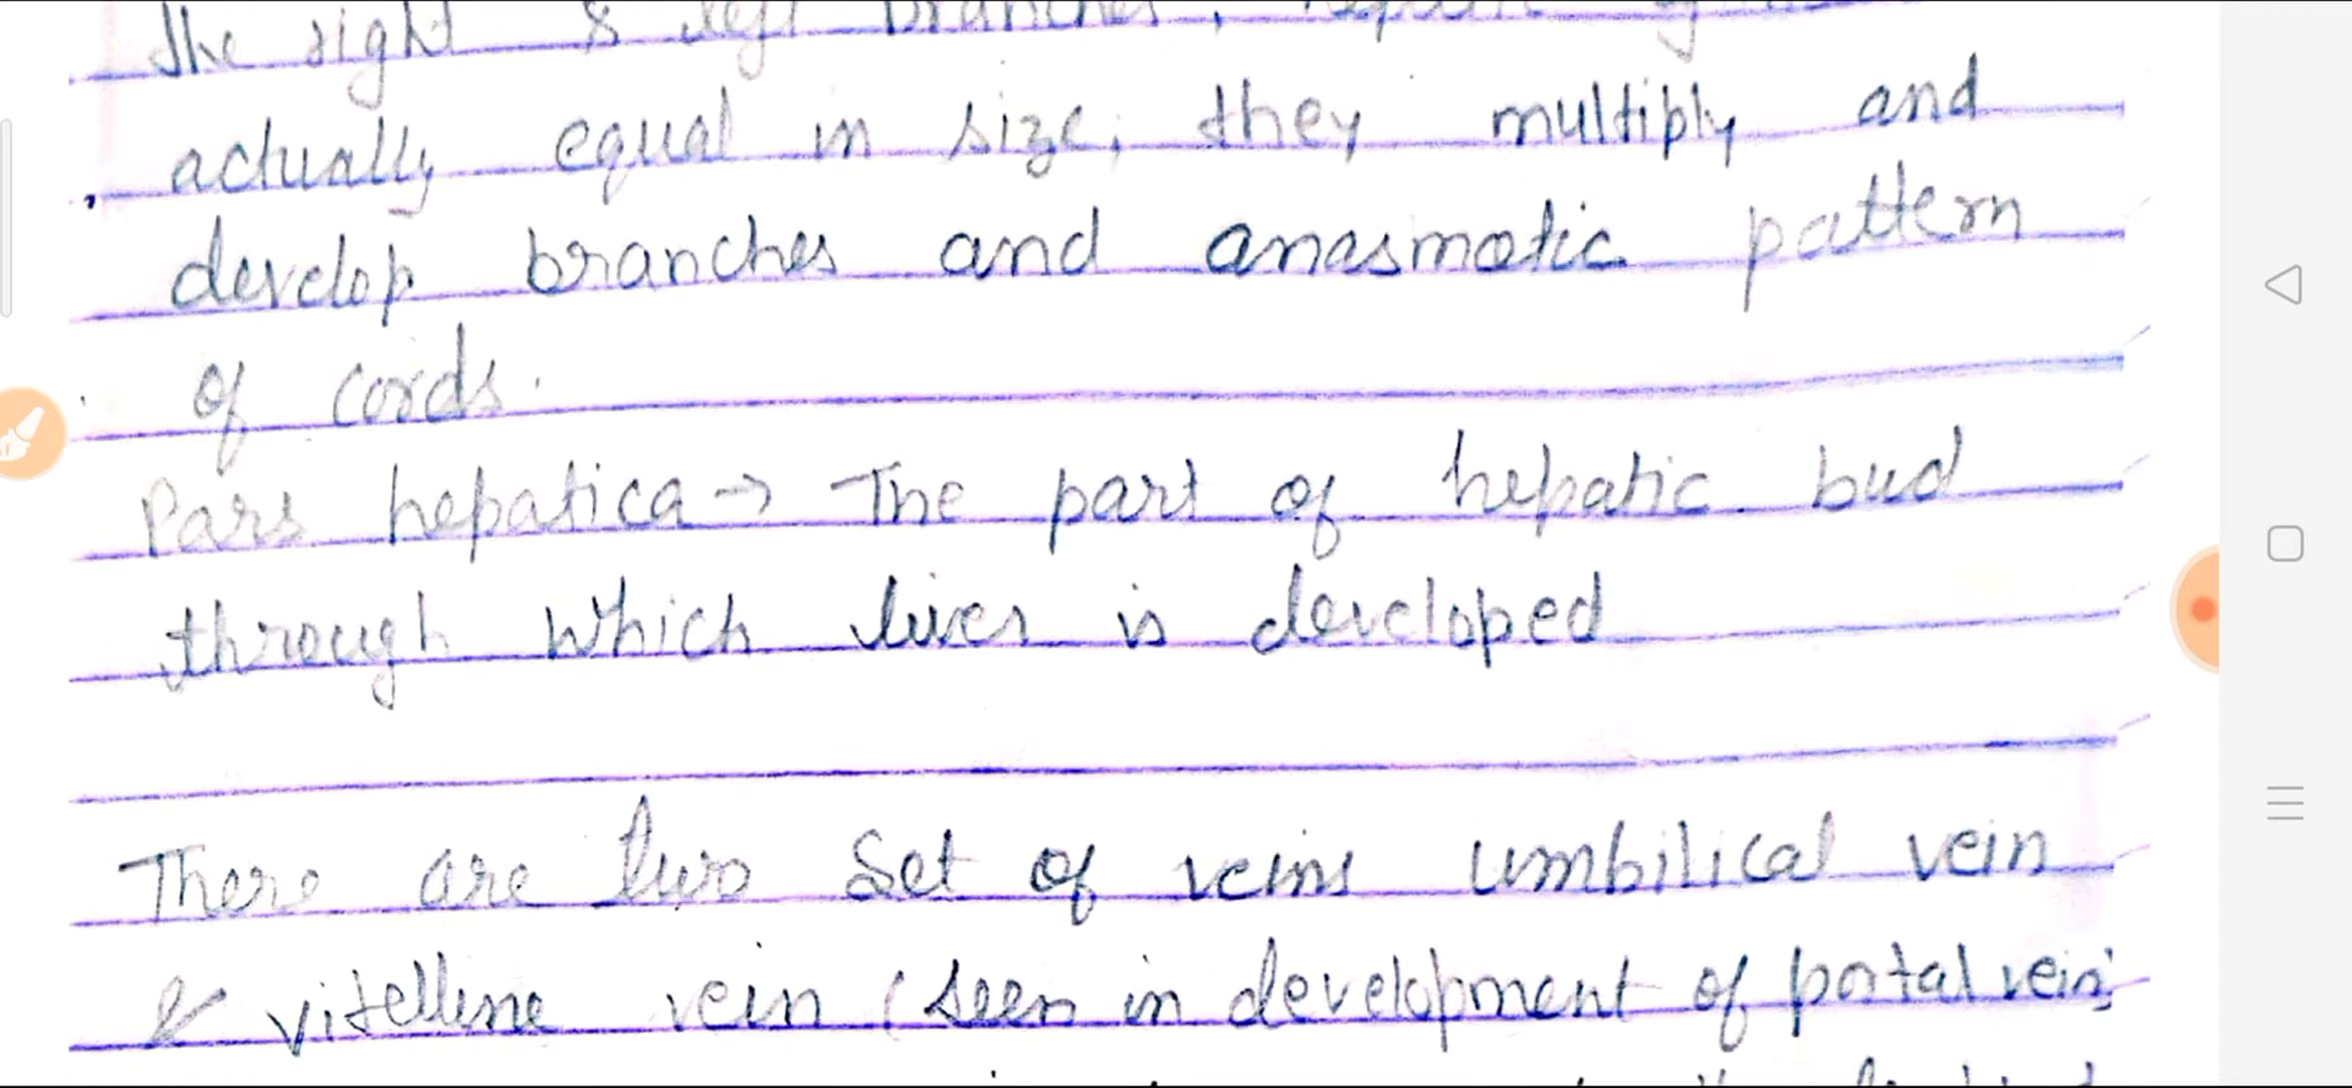 The right & left branches,
actually equal in size; they multiply and
develop branches and anasmotic pattern
of cords.
Pars hepatica → The part of hepatic bud
through which liver is developed
There are two set of veins umbilical vein
& vitelline vein (seen in development of portal vein)